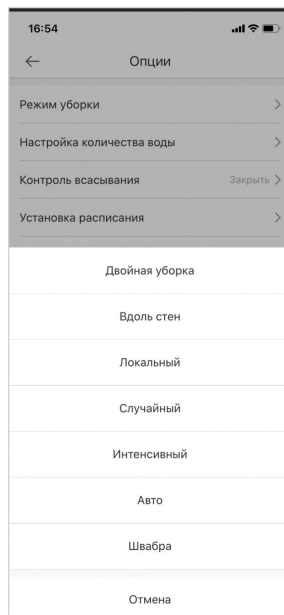 16:54
Опции
Режим уборки
Настройка количества воды
Контроль всасывания Закрыть
Установка расписания
Двойная уборка
Вдоль стен
Локальный
Случайный
Интенсивный
Авто
Швабра
Отмена